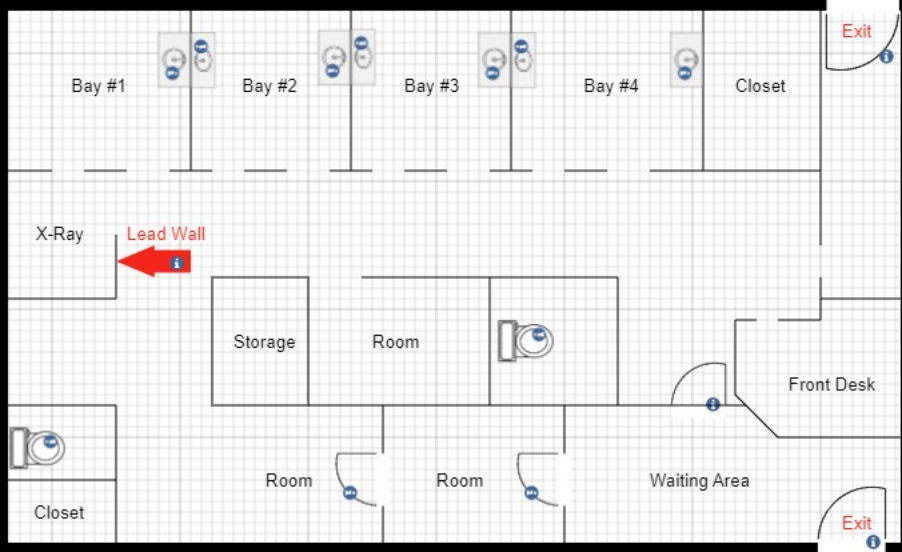 Exit
Bay #1
Bay #2
Bay #3
Bay #4
Closet
X-Ray
Lead Wall
Storage
Room
Front Desk
Room
Room
Waiting Area
Closet
Exit